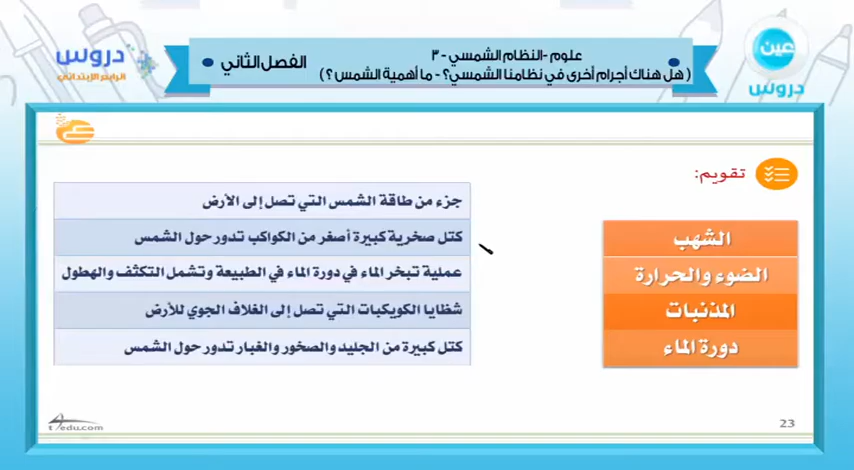 عين
دروس
علوم -النظام الشمسي - ٣
( هل هناك أجرام أخرى في نظامنا الشمسي؟ - ما أهمية الشمس؟ )
الفصل الثاني
دروس
الرابع الإبتدائي
تقويم:
الشهب
الضوء والحرارة
المذنبات
دورة الماء
جزء من طاقة الشمس التي تصل إلى الأرض
كتل صخرية كبيرة أصغر من الكواكب تدور حول الشمس
عملية تبخر الماء في دورة الماء في الطبيعة وتشمل التكثف والهطول
شظايا الكويكبات التي تصل إلى الغلاف الجوي للأرض
كتل كبيرة من الجليد والصخور والغبار تدور حول الشمس
t4edu.com
23